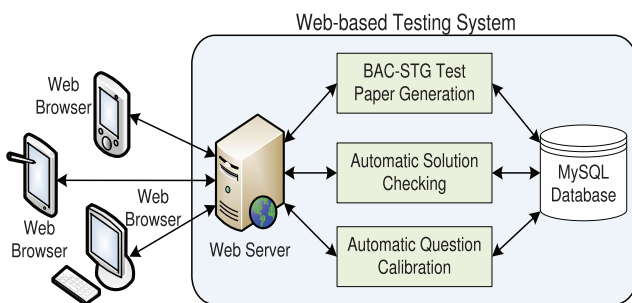 Web-based Testing System
BAC-STG Test
Paper Generation
Web
Browser
Automatic Solution
Checking
MySQL
Database
Web
Browser
Web
Browser
Web Server
Automatic Question
Calibration